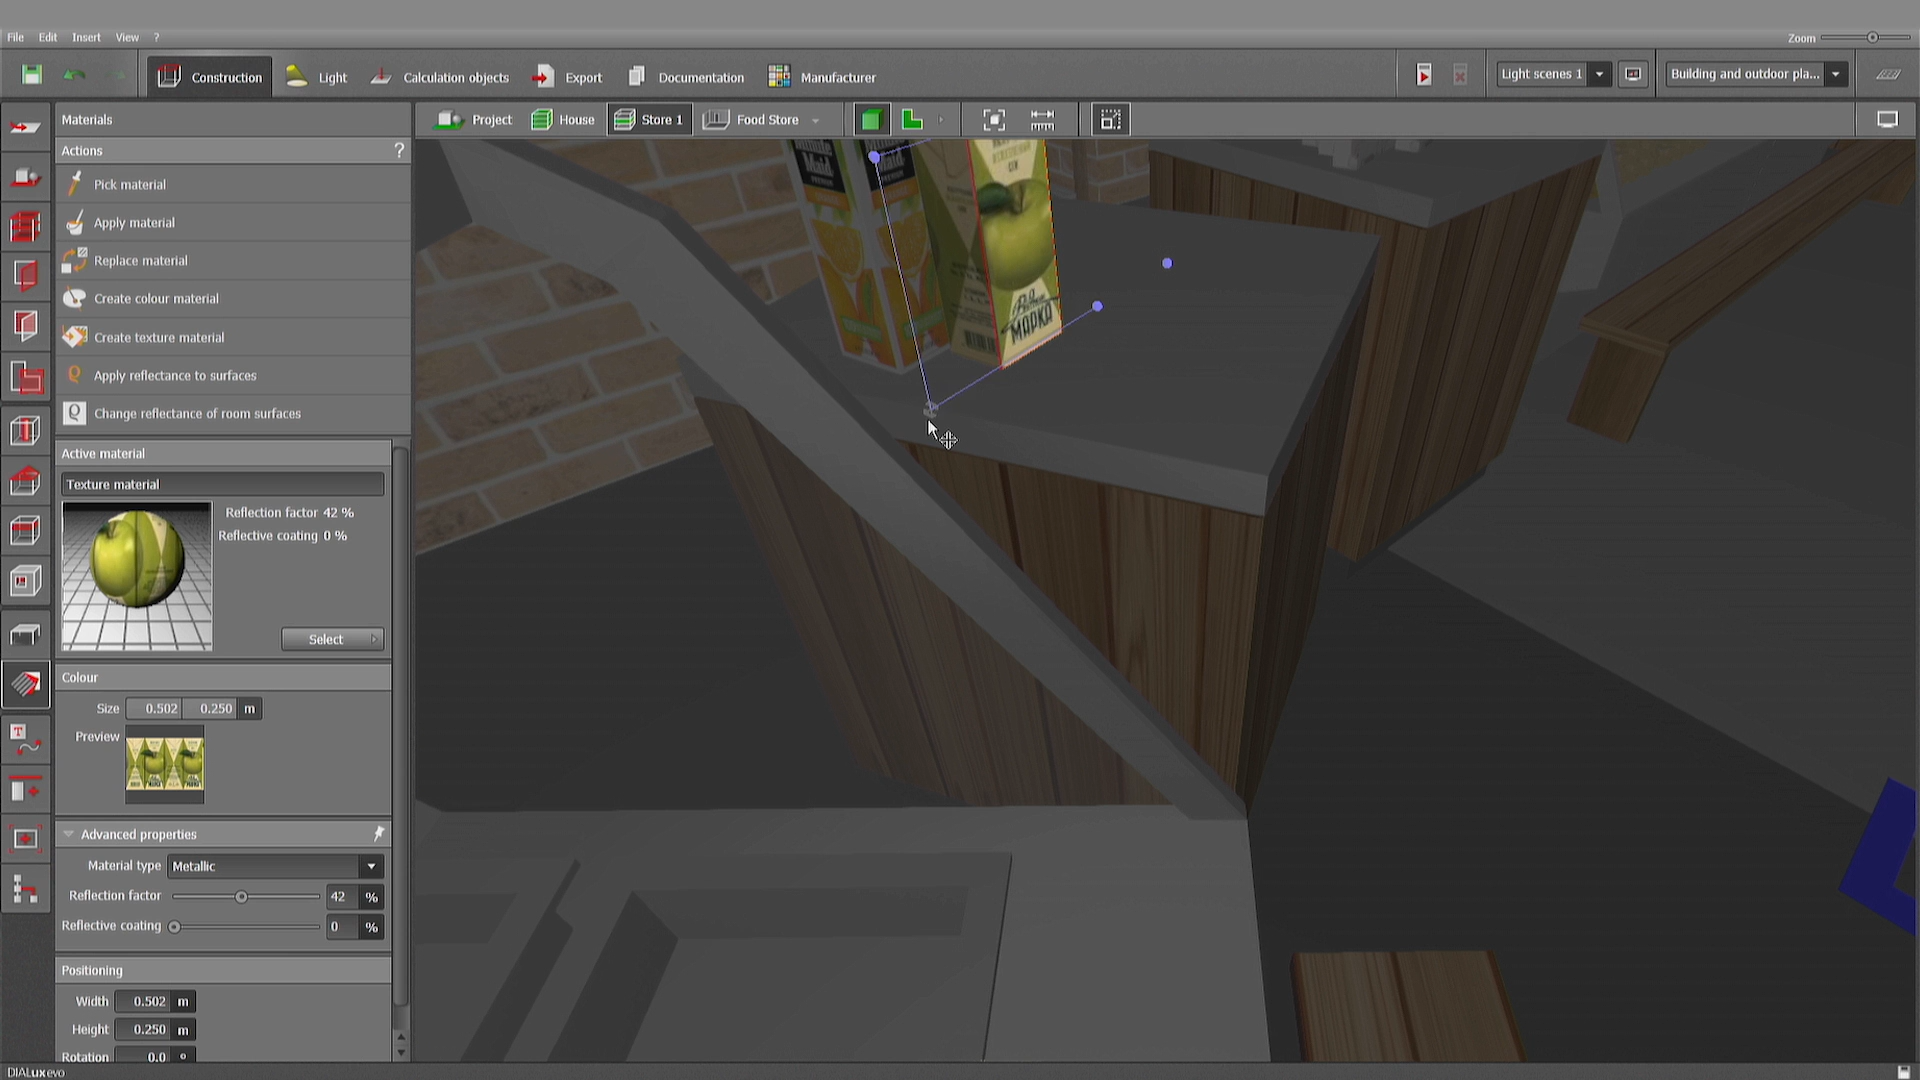 File Edit Insert View ?
Zoom
Construction Light Calculation objects Export Documentation Manufacturer
Light scenes 1 Building and outdoor pla...
Materials
Project House Store 1 Food Store
Actions ?
Pick material
Apply material
Replace material
Create colour material
Create texture material
Apply reflectance to surfaces
Change reflectance of room surfaces
Active material
Texture material
Reflection factor 42 %
Reflective coating 0 %
Select
Colour
Size 0.502 0.250 m
Preview
Advanced properties
Material type Metallic
Reflection factor 42 %
Reflective coating 0 %
Positioning
Width 0.502 m
Height 0.250 m
Rotation 0.0 °
DIALux evo
Maid
PREMIUM
Maid
МАРКА